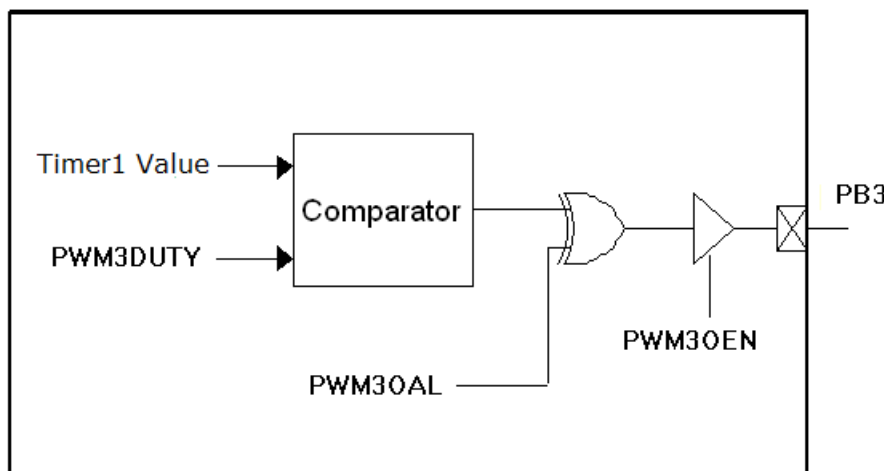 Timer1 Value
Comparator
PB3
PWM3DUTY
PWM3OEN
PWM3OAL